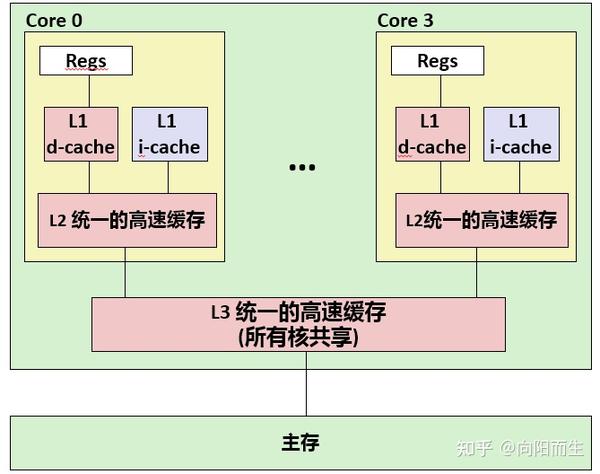 Core 0
Core 3
Regs
Regs
L1
d-cache
L1
i-cache
L1
d-cache
L1
i-cache
...
L2 统一的高速缓存
L2统一的高速缓存
L3 统一的高速缓存
(所有核共享)
主存
知乎 @向阳而生